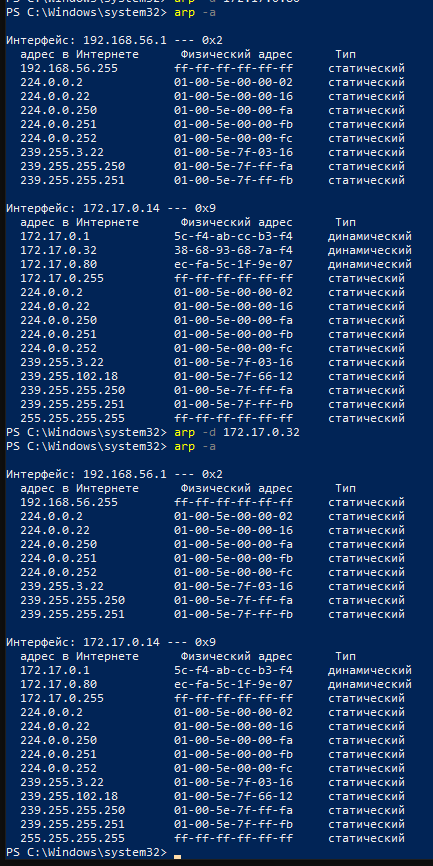 PS C:\Windows\system32> arp -d 172.17.0.80
PS C:\Windows\system32> arp -a
Интерфейс: 192.168.56.1 --- 0x2
адрес в Интернете Физический адрес Тип
192.168.56.255 ff-ff-ff-ff-ff-ff статический
224.0.0.2 01-00-5e-00-00-02 статический
224.0.0.22 01-00-5e-00-00-16 статический
224.0.0.250 01-00-5e-00-00-fa статический
224.0.0.251 01-00-5e-00-00-fb статический
224.0.0.252 01-00-5e-00-00-fc статический
239.255.3.22 01-00-5e-7f-03-16 статический
239.255.255.250 01-00-5e-7f-ff-fa статический
239.255.255.251 01-00-5e-7f-ff-fb статический
Интерфейс: 172.17.0.14 --- 0x9
адрес в Интернете Физический адрес Тип
172.17.0.1 5c-f4-ab-cc-b3-f4 динамический
172.17.0.32 38-68-93-68-7a-f4 динамический
172.17.0.80 ec-fa-5c-1f-9e-07 динамический
172.17.0.255 ff-ff-ff-ff-ff-ff статический
224.0.0.2 01-00-5e-00-00-02 статический
224.0.0.22 01-00-5e-00-00-16 статический
224.0.0.250 01-00-5e-00-00-fa статический
224.0.0.251 01-00-5e-00-00-fb статический
224.0.0.252 01-00-5e-00-00-fc статический
239.255.3.22 01-00-5e-7f-03-16 статический
239.255.102.18 01-00-5e-7f-66-12 статический
239.255.255.250 01-00-5e-7f-ff-fa статический
239.255.255.251 01-00-5e-7f-ff-fb статический
255.255.255.255 ff-ff-ff-ff-ff-ff статический
PS C:\Windows\system32> arp -d 172.17.0.32
PS C:\Windows\system32> arp -a
Интерфейс: 192.168.56.1 --- 0x2
адрес в Интернете Физический адрес Тип
192.168.56.255 ff-ff-ff-ff-ff-ff статический
224.0.0.2 01-00-5e-00-00-02 статический
224.0.0.22 01-00-5e-00-00-16 статический
224.0.0.250 01-00-5e-00-00-fa статический
224.0.0.251 01-00-5e-00-00-fb статический
224.0.0.252 01-00-5e-00-00-fc статический
239.255.3.22 01-00-5e-7f-03-16 статический
239.255.255.250 01-00-5e-7f-ff-fa статический
239.255.255.251 01-00-5e-7f-ff-fb статический
Интерфейс: 172.17.0.14 --- 0x9
адрес в Интернете Физический адрес Тип
172.17.0.1 5c-f4-ab-cc-b3-f4 динамический
172.17.0.80 ec-fa-5c-1f-9e-07 динамический
172.17.0.255 ff-ff-ff-ff-ff-ff статический
224.0.0.2 01-00-5e-00-00-02 статический
224.0.0.22 01-00-5e-00-00-16 статический
224.0.0.250 01-00-5e-00-00-fa статический
224.0.0.251 01-00-5e-00-00-fb статический
224.0.0.252 01-00-5e-00-00-fc статический
239.255.3.22 01-00-5e-7f-03-16 статический
239.255.102.18 01-00-5e-7f-66-12 статический
239.255.255.250 01-00-5e-7f-ff-fa статический
239.255.255.251 01-00-5e-7f-ff-fb статический
255.255.255.255 ff-ff-ff-ff-ff-ff статический
PS C:\Windows\system32>